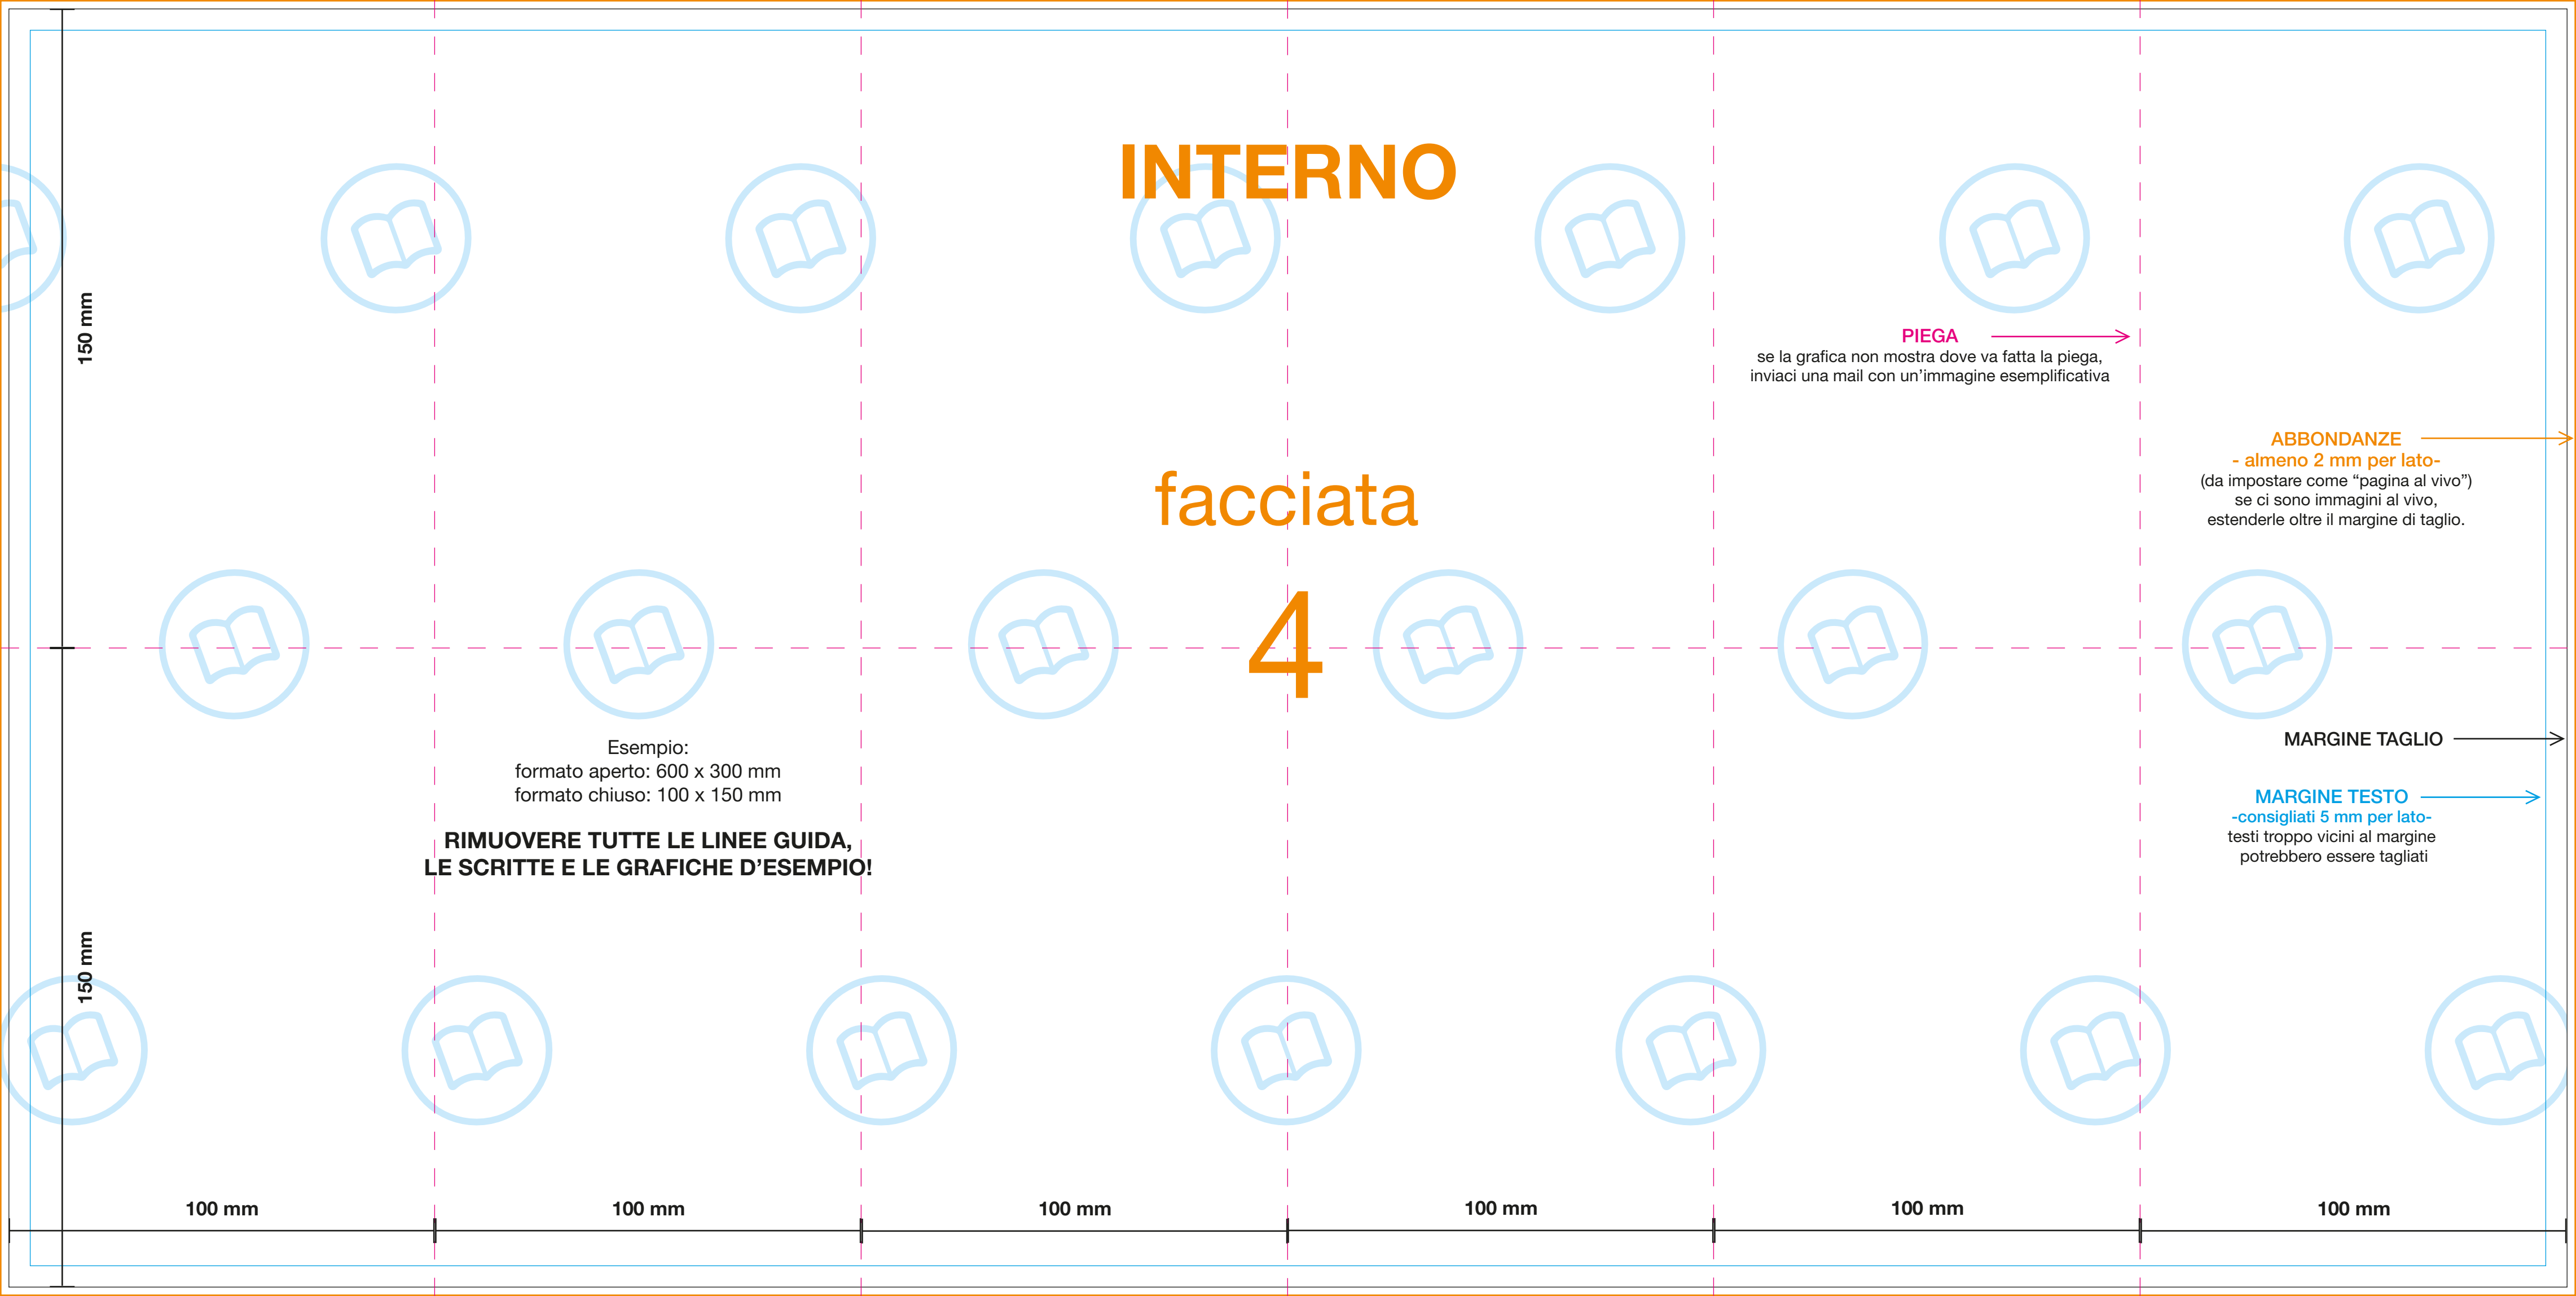 INTERNO
150 mm
PIEGA
se la grafica non mostra dove va fatta la piega,
inviaci una mail con un’immagine esemplificativa
ABBONDANZE
- almeno 2 mm per lato-
(da impostare come “pagina al vivo”)
se ci sono immagini al vivo,
estenderle oltre il margine di taglio.
facciata
4
Esempio:
formato aperto: 600 x 300 mm
formato chiuso: 100 x 150 mm
RIMUOVERE TUTTE LE LINEE GUIDA,
LE SCRITTE E LE GRAFICHE D’ESEMPIO!
MARGINE TAGLIO
MARGINE TESTO
-consigliati 5 mm per lato-
testi troppo vicini al margine
potrebbero essere tagliati
150 mm
100 mm
100 mm
100 mm
100 mm
100 mm
100 mm